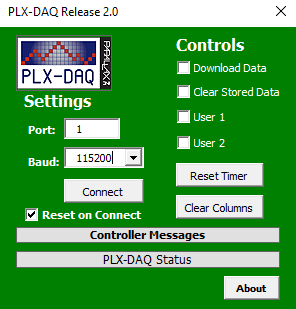 PLX-DAQ Release 2.0
PLX-DAQ
PARALLAX
Settings
Port: 1
Baud: 115200
Connect
Reset on Connect
Controls
Download Data
Clear Stored Data
User 1
User 2
Reset Timer
Clear Columns
Controller Messages
PLX-DAQ Status
About